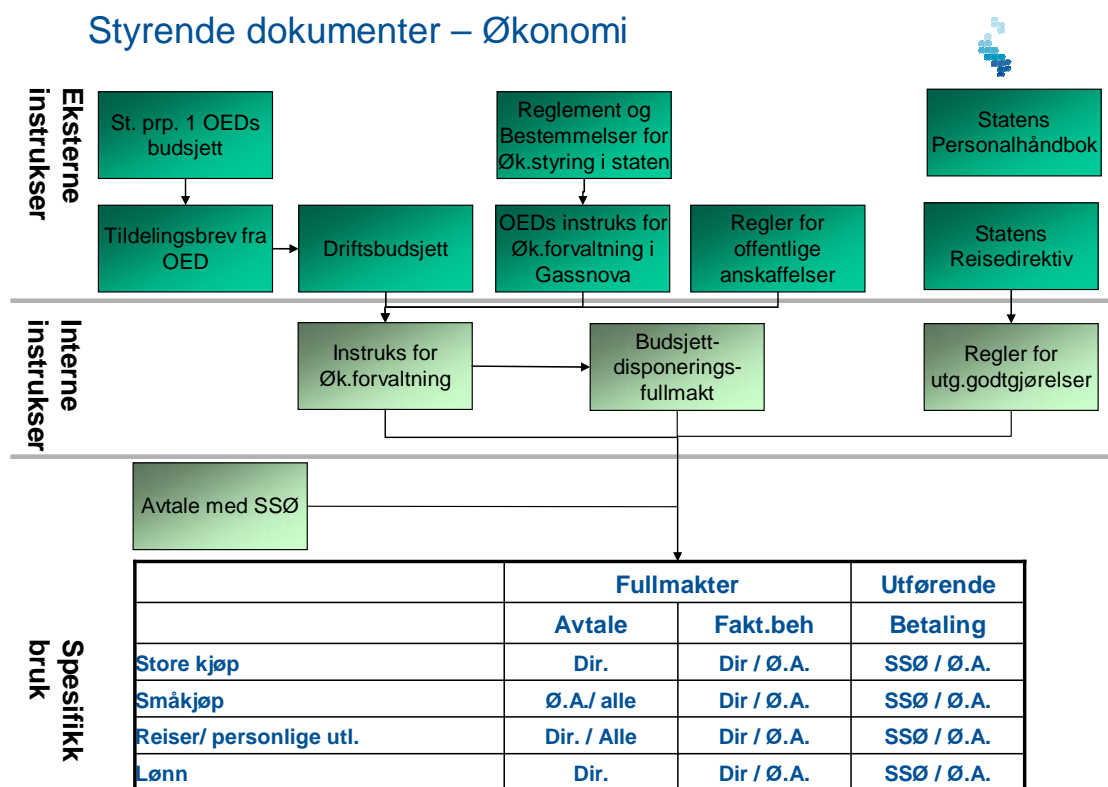 Styrende dokumenter – Økonomi
Eksterne
instrukser
St. prp. 1 OEDs
budsjett
Reglement og
Bestemmelser for
Øk.styring i staten
Statens
Personalhåndbok
Tildelingsbrev fra
OED
Driftsbudsjett
OEDs instruks for
Øk.forvaltning i
Gassnova
Regler for
offentlige
anskaffelser
Statens
Reisedirektiv
Interne
instrukser
Instruks for
Øk.forvaltning
Budsjett-
disponerings-
fullmakt
Regler for
utg.godtgjørelser
Avtale med SSØ
Spesifikk
bruk
Fullmakter Utførende
Avtale Fakt.beh Betaling
Store kjøp Dir. Dir / Ø.A. SSØ / Ø.A.
Småkjøp Ø.A./ alle Dir / Ø.A. SSØ / Ø.A.
Reiser/ personlige utl. Dir. / Alle Dir / Ø.A. SSØ / Ø.A.
Lønn Dir. Dir / Ø.A. SSØ / Ø.A.